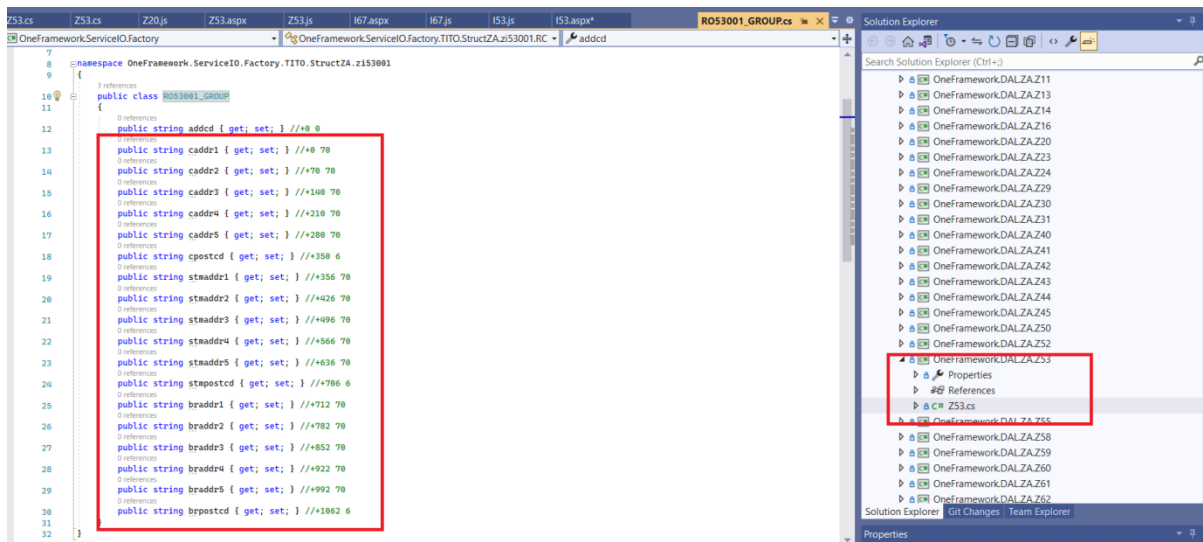 Z53.cs Z53.cs Z20.js Z53.aspx Z53.js I67.aspx I67.js I53.js I53.aspx* RO53001_GROUP.cs
OneFramework.ServiceIO.Factory OneFramework.ServiceIO.Factory.TITO.StructZA.zi53001.RC addcd
7
8 namespace OneFramework.ServiceIO.Factory.TITO.StructZA.zi53001
9 {
3 references
10 public class RO53001_GROUP
11 {
0 references
12 public string addcd { get; set; } //+0 0
0 references
13 public string caddr1 { get; set; } //+0 70
0 references
14 public string caddr2 { get; set; } //+70 70
0 references
15 public string caddr3 { get; set; } //+140 70
0 references
16 public string caddr4 { get; set; } //+210 70
0 references
17 public string caddr5 { get; set; } //+280 70
0 references
18 public string cpostcd { get; set; } //+350 6
0 references
19 public string stmaddr1 { get; set; } //+356 70
0 references
20 public string stmaddr2 { get; set; } //+426 70
0 references
21 public string stmaddr3 { get; set; } //+496 70
0 references
22 public string stmaddr4 { get; set; } //+566 70
0 references
23 public string stmaddr5 { get; set; } //+636 70
0 references
24 public string stmpostcd { get; set; } //+706 6
0 references
25 public string braddr1 { get; set; } //+712 70
0 references
26 public string braddr2 { get; set; } //+782 70
0 references
27 public string braddr3 { get; set; } //+852 70
0 references
28 public string braddr4 { get; set; } //+922 70
0 references
29 public string braddr5 { get; set; } //+992 70
0 references
30 public string brpostcd { get; set; } //+1062 6
31 }
32 }
Solution Explorer
Search Solution Explorer (Ctrl+;)
OneFramework.DAL.ZA.Z11
OneFramework.DAL.ZA.Z13
OneFramework.DAL.ZA.Z14
OneFramework.DAL.ZA.Z16
OneFramework.DAL.ZA.Z20
OneFramework.DAL.ZA.Z23
OneFramework.DAL.ZA.Z24
OneFramework.DAL.ZA.Z29
OneFramework.DAL.ZA.Z30
OneFramework.DAL.ZA.Z31
OneFramework.DAL.ZA.Z40
OneFramework.DAL.ZA.Z41
OneFramework.DAL.ZA.Z42
OneFramework.DAL.ZA.Z43
OneFramework.DAL.ZA.Z44
OneFramework.DAL.ZA.Z45
OneFramework.DAL.ZA.Z50
OneFramework.DAL.ZA.Z52
OneFramework.DAL.ZA.Z53
Properties
References
C# Z53.cs
OneFramework.DAL.ZA.Z55
OneFramework.DAL.ZA.Z58
OneFramework.DAL.ZA.Z59
OneFramework.DAL.ZA.Z60
OneFramework.DAL.ZA.Z61
OneFramework.DAL.ZA.Z62
Solution Explorer Git Changes Team Explorer
Properties